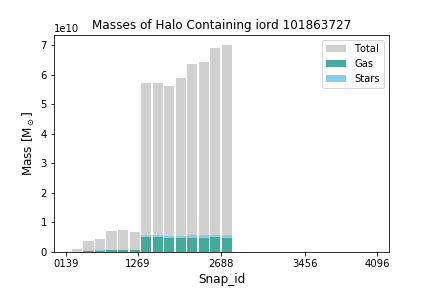 Masses of Halo Containing iord 101863727
1e10
7
6
5
4
3
2
1
0
Mass [M⊙]
Total
Gas
Stars
0139
1269
2688
3456
4096
Snap_id